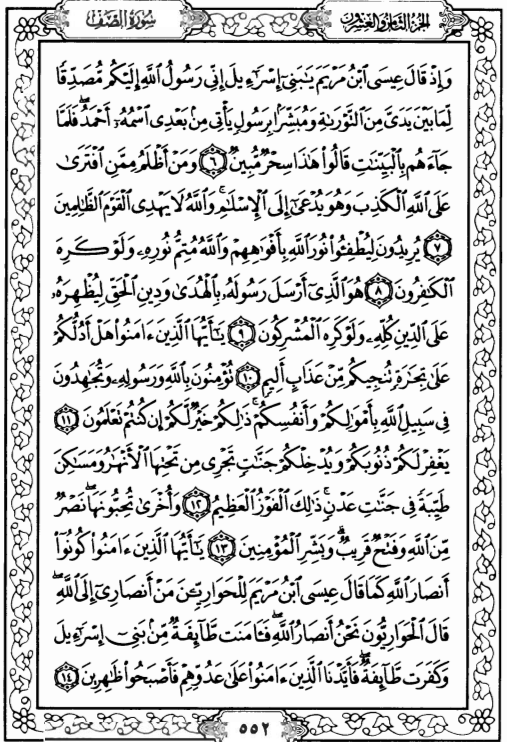 الجزء الثامن والعشرون
سورة الصف
وَإِذْ قَالَ عِيسَى ٱبْنُ مَرْيَمَ يَٰبَنِىٓ إِسْرَٰٓءِيلَ إِنِّى رَسُولُ ٱللَّهِ إِلَيْكُم مُّصَدِّقًا
لِّمَا بَيْنَ يَدَىَّ مِنَ ٱلتَّوْرَىٰةِ وَمُبَشِّرًۢا بِرَسُولٍ يَأْتِى مِنۢ بَعْدِى ٱسْمُهُۥٓ أَحْمَدُ ۖ فَلَمَّا
جَآءَهُم بِٱلْبَيِّنَٰتِ قَالُوا۟ هَٰذَا سِحْرٌ مُّبِينٌ ٦ وَمَنْ أَظْلَمُ مِمَّنِ ٱفْتَرَىٰ
عَلَى ٱللَّهِ ٱلْكَذِبَ وَهُوَ يُدْعَىٰٓ إِلَى ٱلْإِسْلَٰمِ ۚ وَٱللَّهُ لَا يَهْدِى ٱلْقَوْمَ ٱلظَّٰلِمِينَ
٧ يُرِيدُونَ لِيُطْفِـُٔوا۟ نُورَ ٱللَّهِ بِأَفْوَٰهِهِمْ وَٱللَّهُ مُتِمُّ نُورِهِۦ وَلَوْ كَرِهَ
ٱلْكَٰفِرُونَ ٨ هُوَ ٱلَّذِىٓ أَرْسَلَ رَسُولَهُۥ بِٱلْهُدَىٰ وَدِينِ ٱلْحَقِّ لِيُظْهِرَهُۥ
عَلَى ٱلدِّينِ كُلِّهِۦ وَلَوْ كَرِهَ ٱلْمُشْرِكُونَ ٩ يَٰٓأَيُّهَا ٱلَّذِينَ ءَامَنُوا۟ هَلْ أَدُلُّكُمْ
عَلَىٰ تِجَٰرَةٍ تُنجِيكُم مِّنْ عَذَابٍ أَلِيمٍ ١٠ تُؤْمِنُونَ بِٱللَّهِ وَرَسُولِهِۦ وَتُجَٰهِدُونَ
فِى سَبِيلِ ٱللَّهِ بِأَمْوَٰلِكُمْ وَأَنفُسِكُمْ ۚ ذَٰلِكُمْ خَيْرٌ لَّكُمْ إِن كُنتُمْ تَعْلَمُونَ ١١
يَغْفِرْ لَكُمْ ذُنُوبَكُمْ وَيُدْخِلْكُمْ جَنَّٰتٍ تَجْرِى مِن تَحْتِهَا ٱلْأَنْهَٰرُ وَمَسَٰكِنَ
طَيِّبَةً فِى جَنَّٰتِ عَدْنٍ ۚ ذَٰلِكَ ٱلْفَوْزُ ٱلْعَظِيمُ ١٢ وَأُخْرَىٰ تُحِبُّونَهَا ۖ نَصْرٌ
مِّنَ ٱللَّهِ وَفَتْحٌ قَرِيبٌ ۗ وَبَشِّرِ ٱلْمُؤْمِنِينَ ١٣ يَٰٓأَيُّهَا ٱلَّذِينَ ءَامَنُوا۟ كُونُوٓا۟
أَنصَارَ ٱللَّهِ كَمَا قَالَ عِيسَى ٱبْنُ مَرْيَمَ لِلْحَوَارِيِّـۧنَ مَنْ أَنصَارِىٓ إِلَى ٱللَّهِ ۖ
قَالَ ٱلْحَوَارِيُّونَ نَحْنُ أَنصَارُ ٱللَّهِ ۖ فَـَٔامَنَت طَّآئِفَةٌ مِّنۢ بَنِىٓ إِسْرَٰٓءِيلَ
وَكَفَرَت طَّآئِفَةٌ ۖ فَأَيَّدْنَا ٱلَّذِينَ ءَامَنُوا۟ عَلَىٰ عَدُوِّهِمْ فَأَصْبَحُوا۟ ظَٰهِرِينَ ١٤
٥٥٢